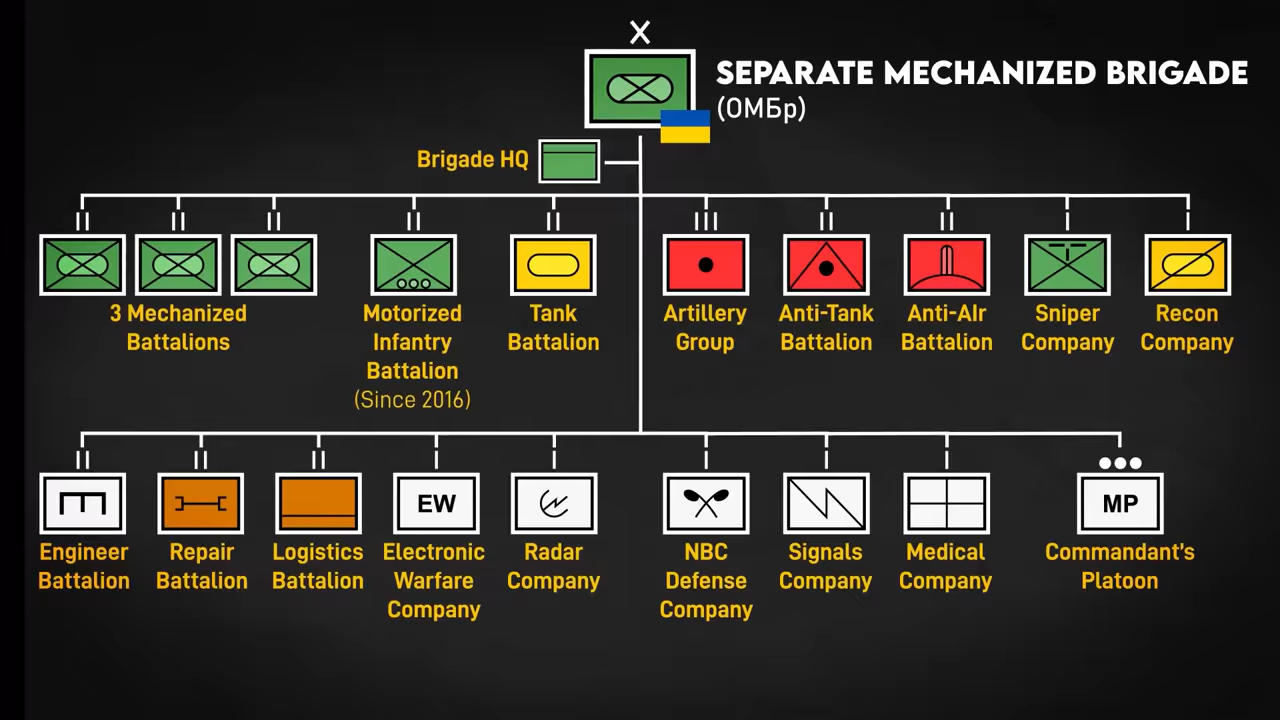 X
SEPARATE MECHANIZED BRIGADE
(ОМБр)
Brigade HQ
3 Mechanized
Battalions
Motorized
Infantry
Battalion
(Since 2016)
Tank
Battalion
Artillery
Group
Anti-Tank
Battalion
Anti-AIr
Battalion
Sniper
Company
Recon
Company
Engineer
Battalion
Repair
Battalion
Logistics
Battalion
EW
Electronic
Warfare
Company
Radar
Company
NBC
Defense
Company
Signals
Company
Medical
Company
MP
Commandant's
Platoon